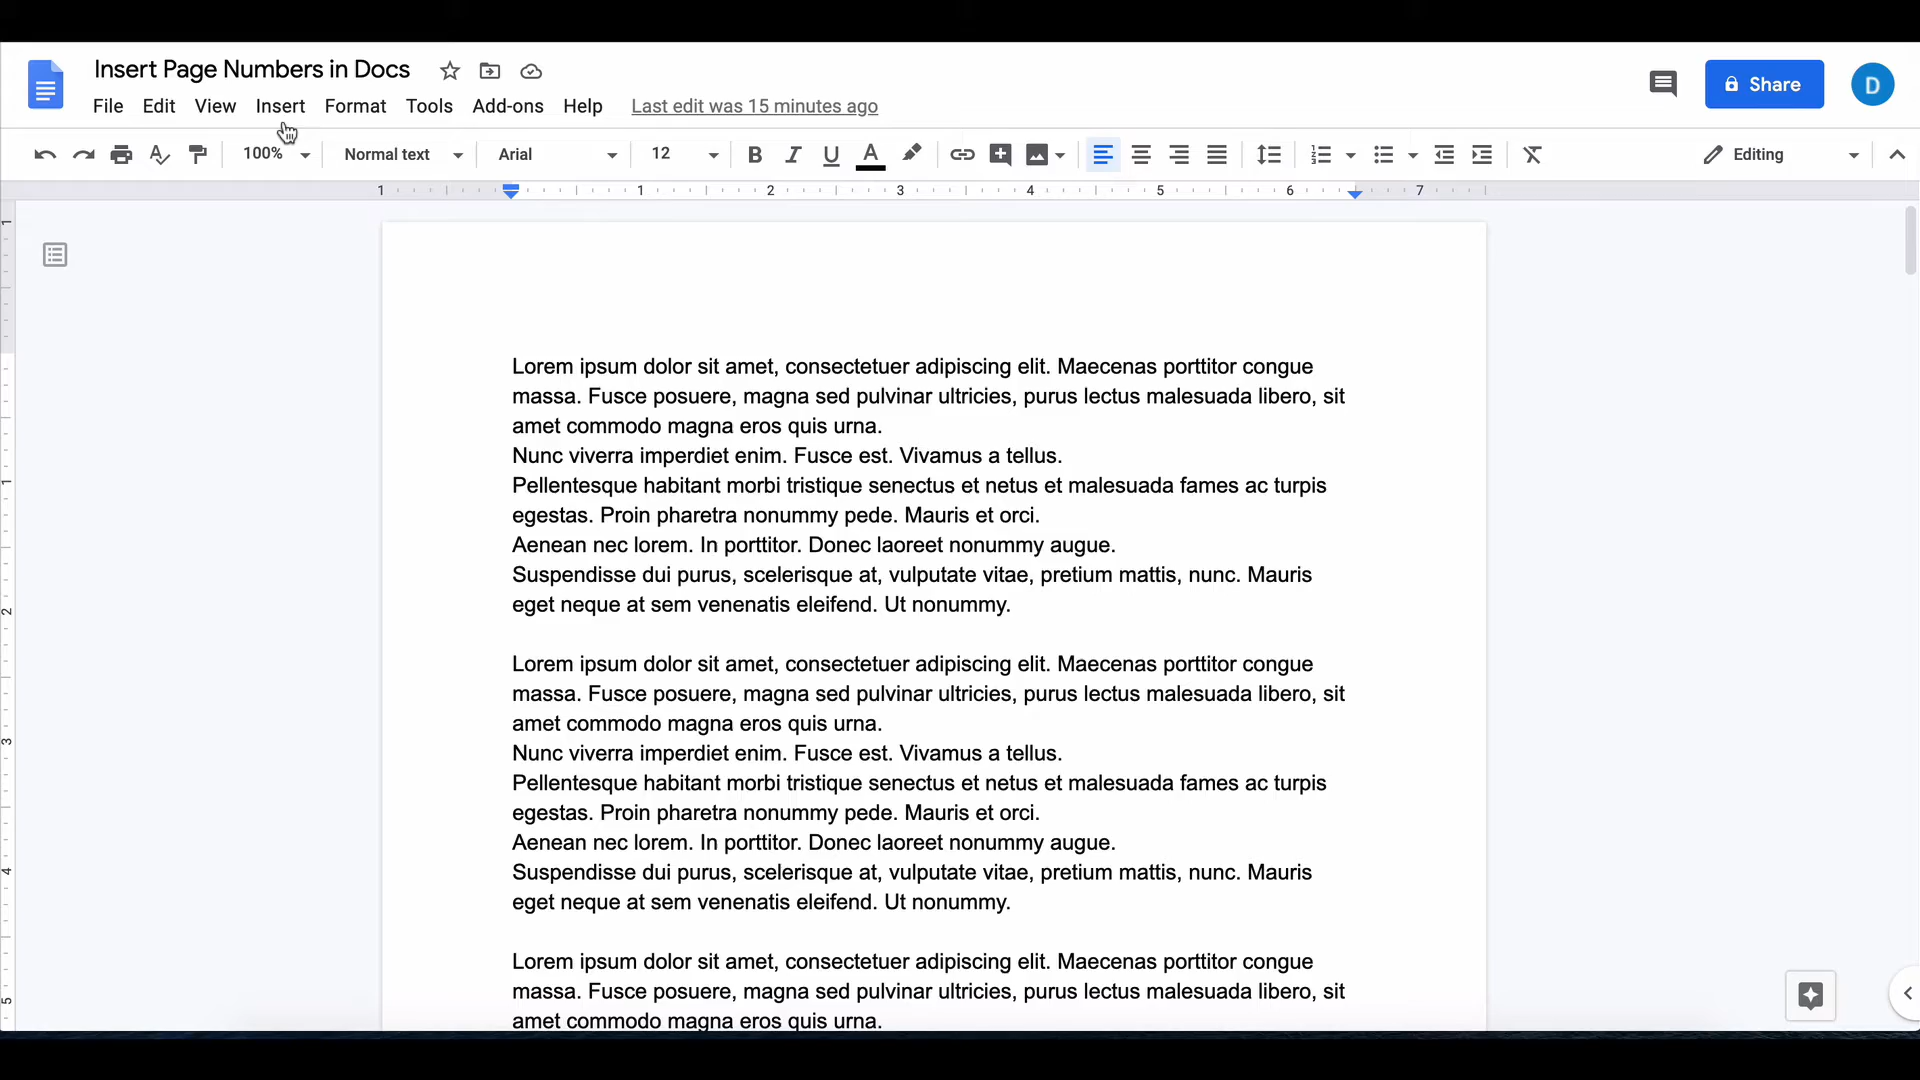 Insert Page Numbers in Docs
File Edit View Insert Format Tools Add-ons Help Last edit was 15 minutes ago
Share
D
100% Normal text Arial 12 B I U A Editing
1 1 2 3 4 5 6 7
1
Lorem ipsum dolor sit amet, consectetuer adipiscing elit. Maecenas porttitor congue
massa. Fusce posuere, magna sed pulvinar ultricies, purus lectus malesuada libero, sit
amet commodo magna eros quis urna.
Nunc viverra imperdiet enim. Fusce est. Vivamus a tellus.
1
Pellentesque habitant morbi tristique senectus et netus et malesuada fames ac turpis
egestas. Proin pharetra nonummy pede. Mauris et orci.
Aenean nec lorem. In porttitor. Donec laoreet nonummy augue.
Suspendisse dui purus, scelerisque at, vulputate vitae, pretium mattis, nunc. Mauris
eget neque at sem venenatis eleifend. Ut nonummy.
2
Lorem ipsum dolor sit amet, consectetuer adipiscing elit. Maecenas porttitor congue
massa. Fusce posuere, magna sed pulvinar ultricies, purus lectus malesuada libero, sit
amet commodo magna eros quis urna.
3
Nunc viverra imperdiet enim. Fusce est. Vivamus a tellus.
Pellentesque habitant morbi tristique senectus et netus et malesuada fames ac turpis
egestas. Proin pharetra nonummy pede. Mauris et orci.
Aenean nec lorem. In porttitor. Donec laoreet nonummy augue.
4
Suspendisse dui purus, scelerisque at, vulputate vitae, pretium mattis, nunc. Mauris
eget neque at sem venenatis eleifend. Ut nonummy.
Lorem ipsum dolor sit amet, consectetuer adipiscing elit. Maecenas porttitor congue
massa. Fusce posuere, magna sed pulvinar ultricies, purus lectus malesuada libero, sit
5
amet commodo magna eros quis urna.